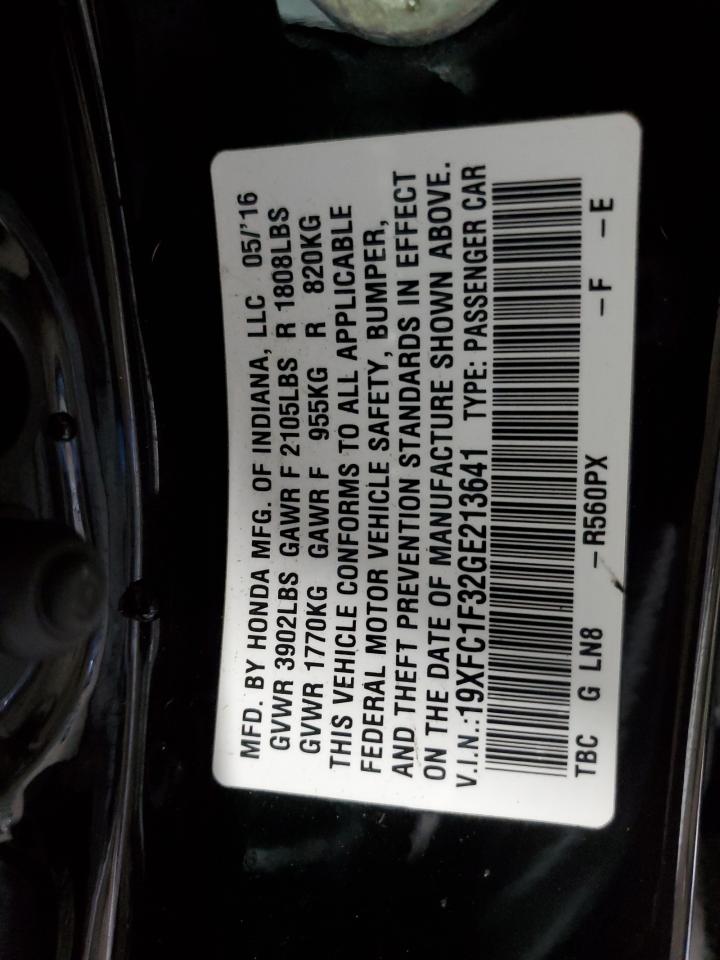 MFD. BY HONDA MFG. OF INDIANA, LLC 05/'16
GVWR 3902LBS GAWR F 2105LBS R 1808LBS
GVWR 1770KG GAWR F 955KG R 820KG
THIS VEHICLE CONFORMS TO ALL APPLICABLE
FEDERAL MOTOR VEHICLE SAFETY, BUMPER,
AND THEFT PREVENTION STANDARDS IN EFFECT
ON THE DATE OF MANUFACTURE SHOWN ABOVE.
V.I.N.:19XFC1F32GE213641 TYPE: PASSENGER CAR
TBC G LN8 –R560PX –F –E